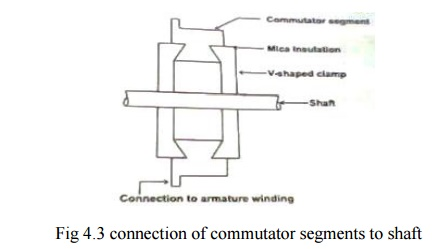 Commutator segment
Mica Insulation
V-shaped clamp
Shaft
Connection to armature winding
Fig 4.3 connection of commutator segments to shaft